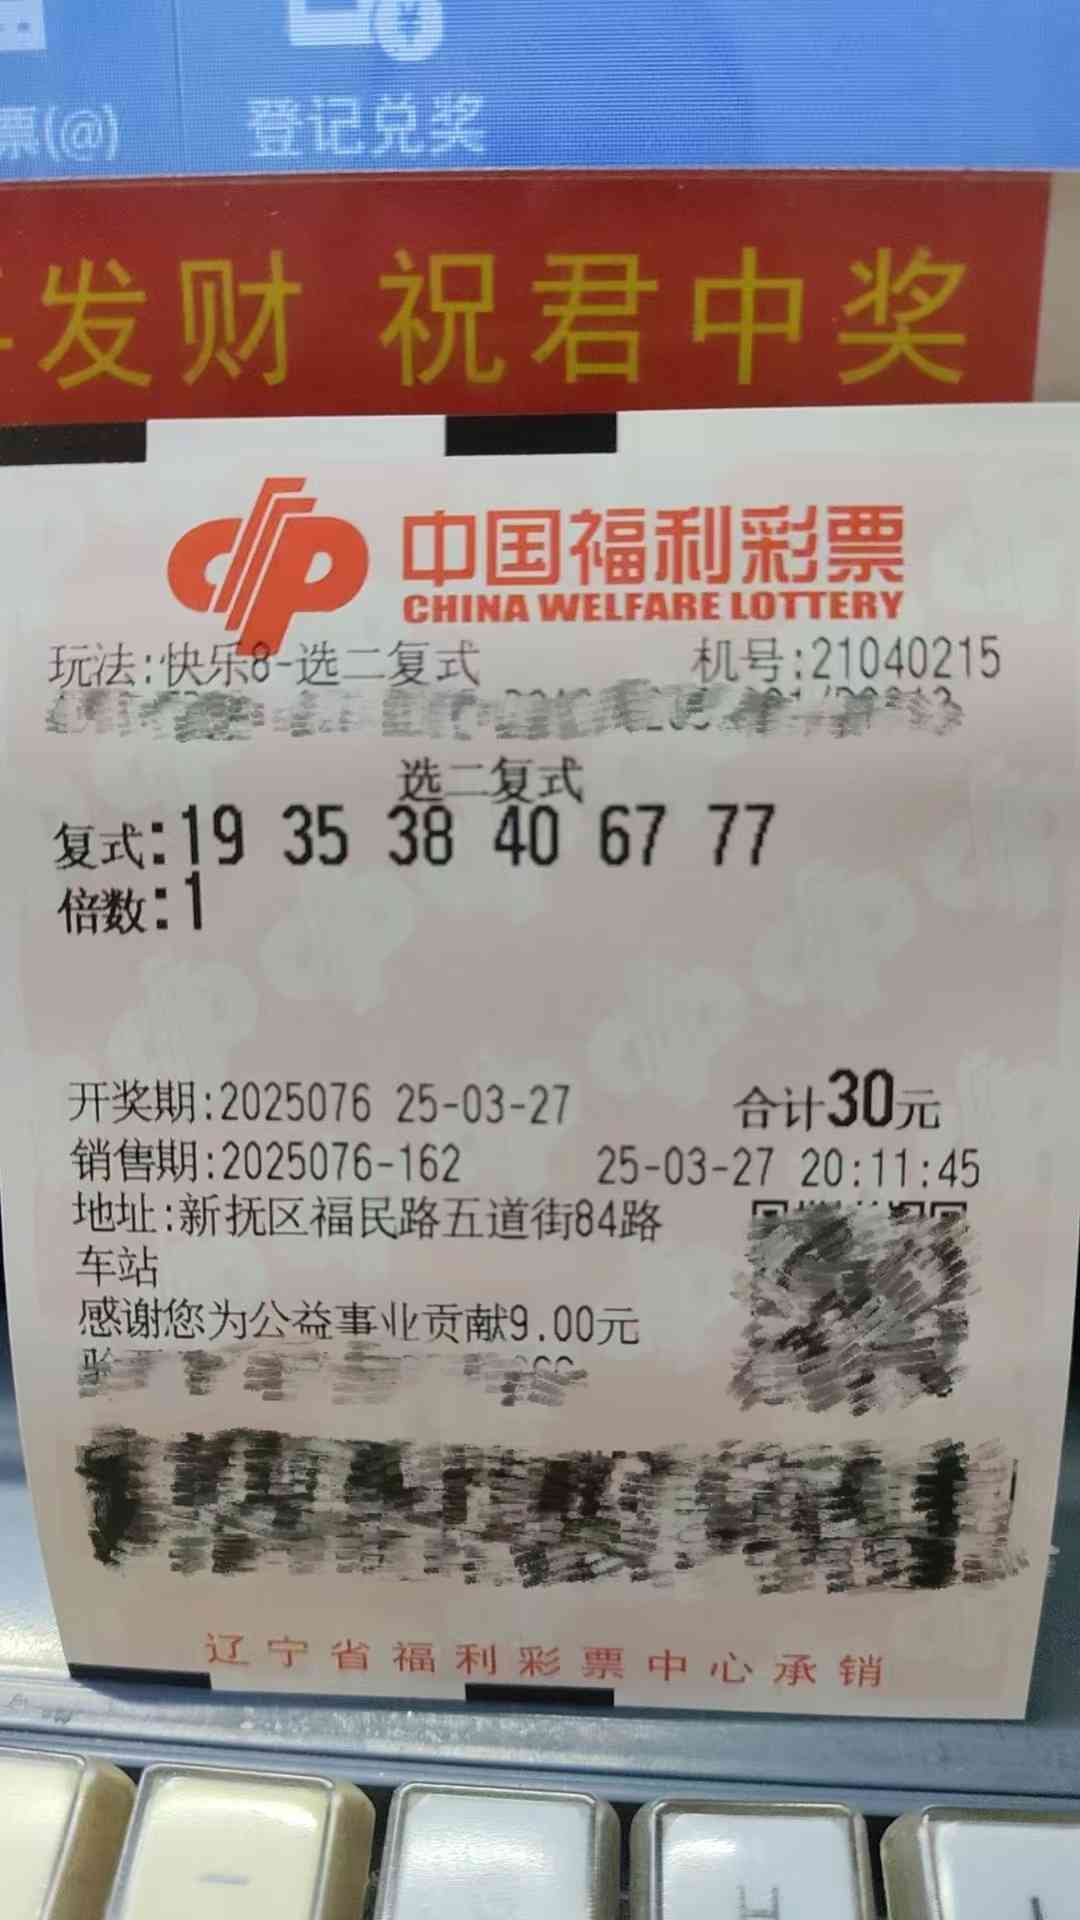 票(@) 登记兑奖
发财 祝君中奖
中国福利彩票
CHINA WELFARE LOTTERY
玩法:快乐8-选二复式 机号:21040215
选二复式
复式:19 35 38 40 67 77
倍数:1
开奖期:2025076 25-03-27 合计30元
销售期:2025076-162 25-03-27 20:11:45
地址:新抚区福民路五道街84路
车站
感谢您为公益事业贡献9.00元
辽宁省福利彩票中心承销